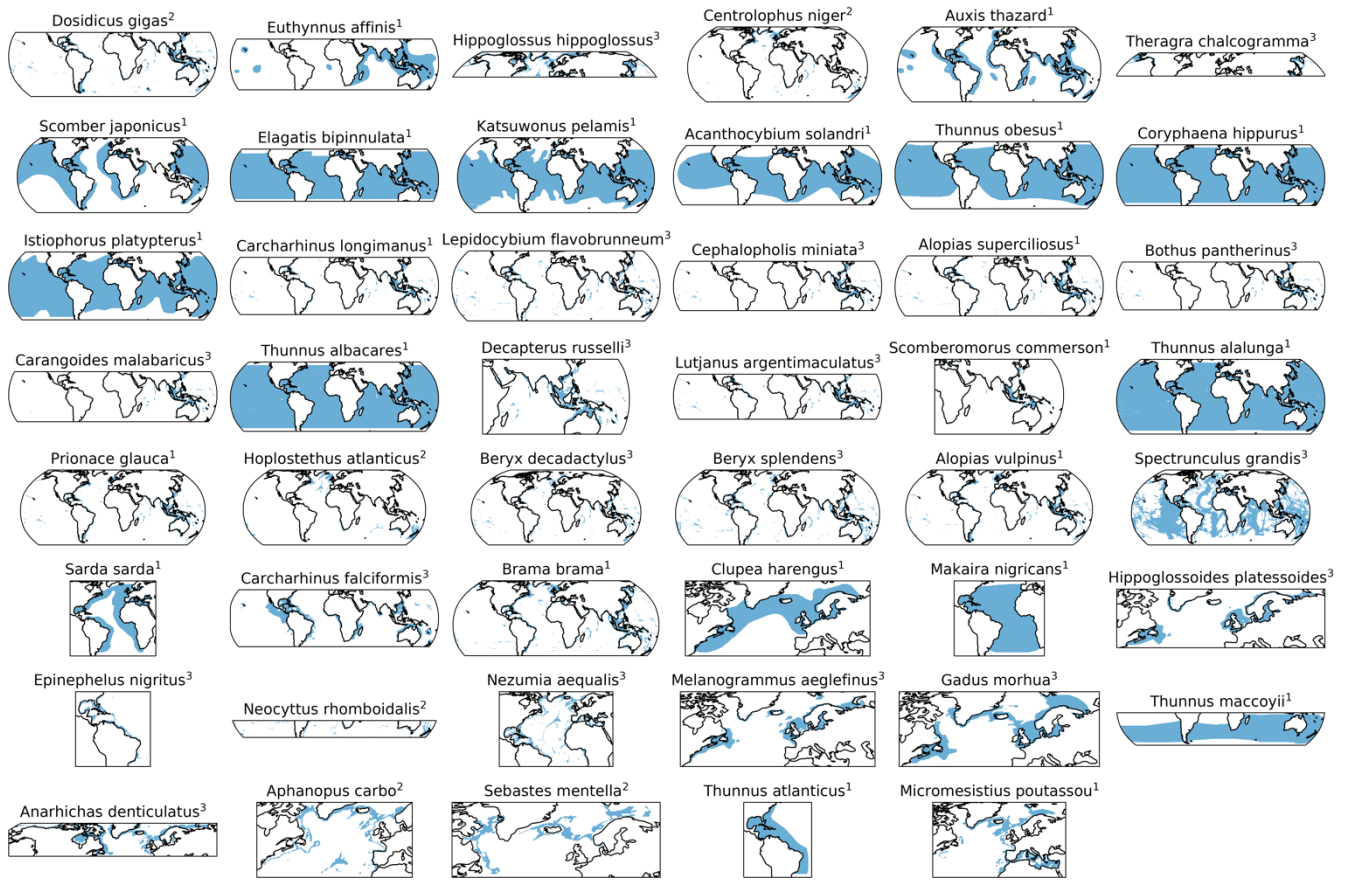 Dosidicus gigas²
Euthynnus affinis¹
Hippoglossus hippoglossus³
Centrolophus niger²
Auxis thazard¹
Theragra chalcogramma³
Scomber japonicus¹
Elagatis bipinnulata¹
Katsuwonus pelamis¹
Acanthocybium solandri¹
Thunnus obesus¹
Coryphaena hippurus¹
Istiophorus platypterus¹
Carcharhinus longimanus¹
Lepidocybium flavobrunneum³
Cephalopholis miniata³
Alopias superciliosus¹
Bothus pantherinus³
Carangoides malabaricus³
Thunnus albacares¹
Decapterus russelli³
Lutjanus argentimaculatus³
Scomberomorus commerson¹
Thunnus alalunga¹
Prionace glauca¹
Hoplostethus atlanticus²
Beryx decadactylus³
Beryx splendens³
Alopias vulpinus¹
Spectrunculus grandis³
Sarda sarda¹
Carcharhinus falciformis³
Brama brama¹
Clupea harengus¹
Makaira nigricans¹
Hippoglossoides platessoides³
Epinephelus nigritus³
Neocyttus rhomboidalis²
Nezumia aequalis³
Melanogrammus aeglefinus³
Gadus morhua³
Thunnus maccoyii¹
Anarhichas denticulatus³
Aphanopus carbo²
Sebastes mentella²
Thunnus atlanticus¹
Micromesistius poutassou¹